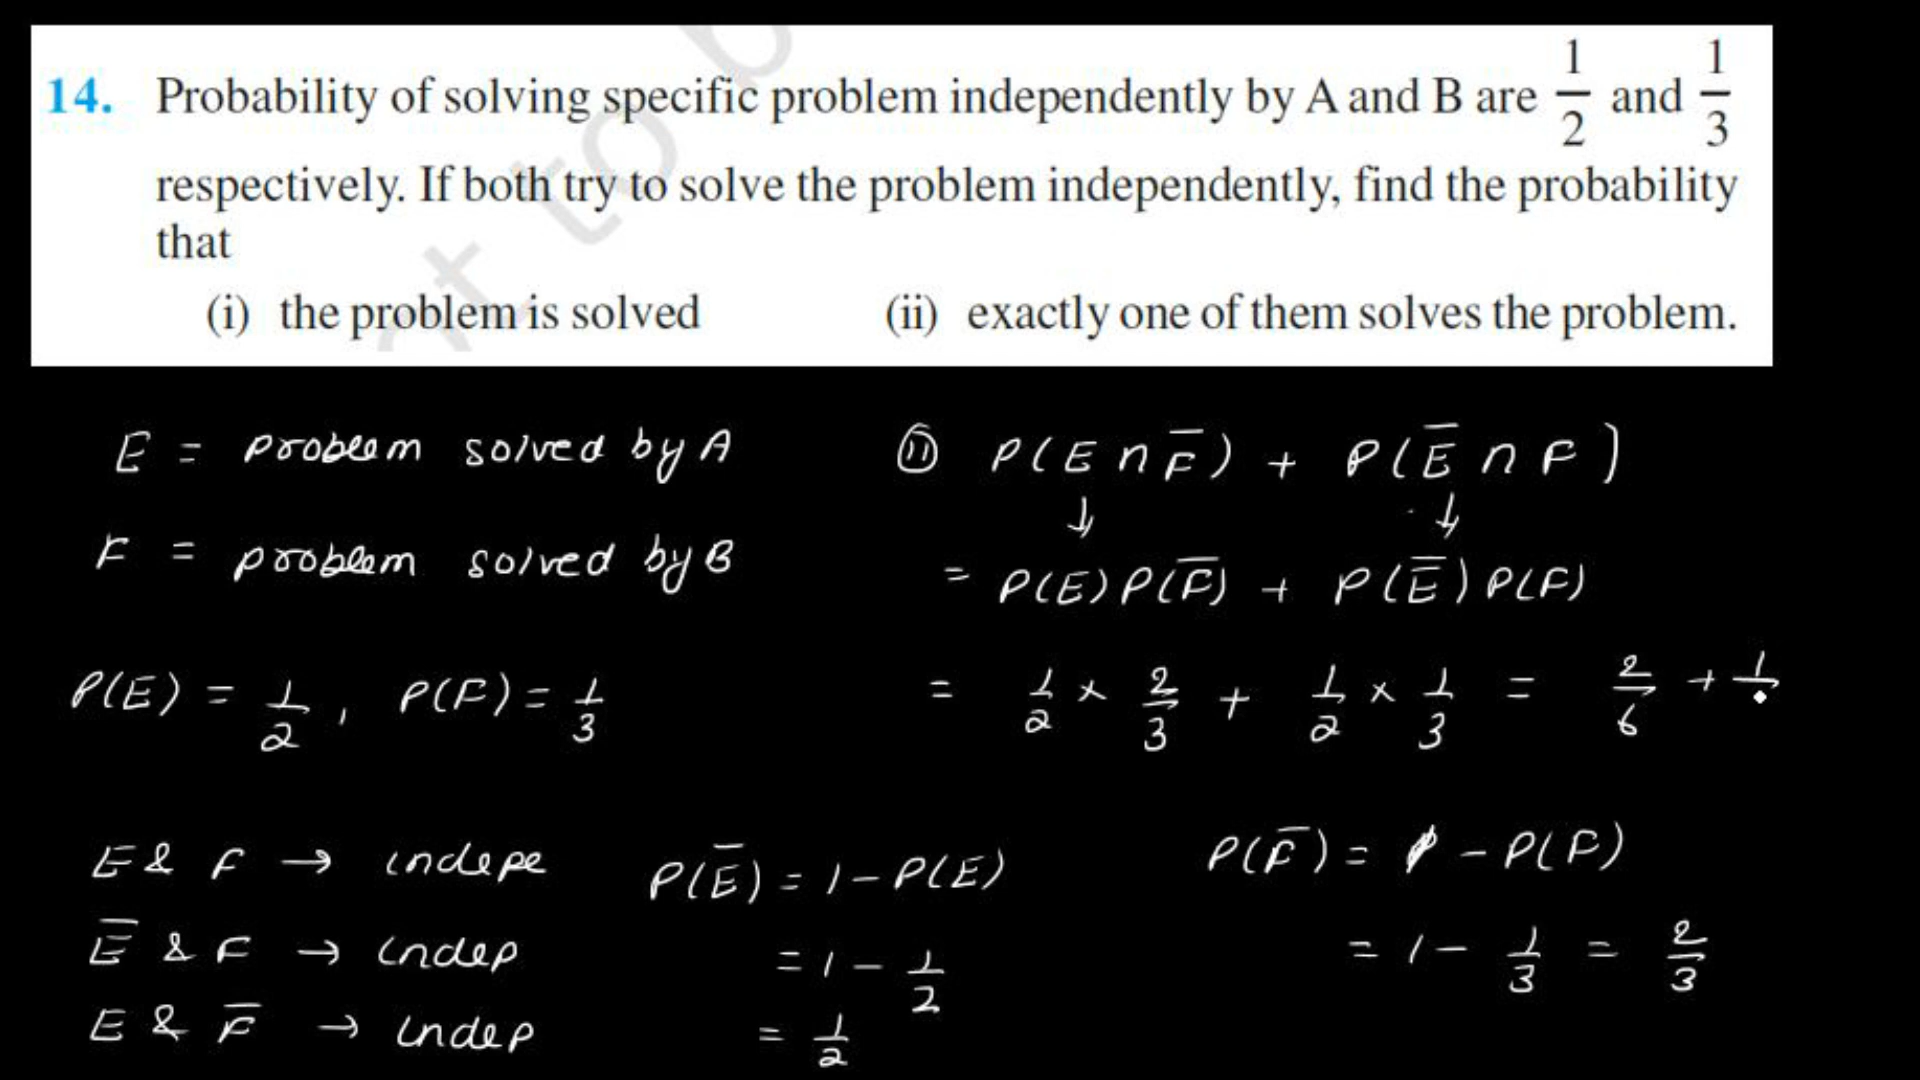 14. Probability of solving specific problem independently by A and B are 1/2 and 1/3
respectively. If both try to solve the problem independently, find the probability
that
(i) the problem is solved (ii) exactly one of them solves the problem.
E = problem solved by A
F = problem solved by B
P(E) = 1/2, P(F) = 1/3
E & F → indepe
E̅ & F → indep
E & F̅ → indep
(ii) P(E ∩ F̅) + P(E̅ ∩ F)
↓ ↓
= P(E) P(F̅) + P(E̅) P(F)
= 1/2 × 2/3 + 1/2 × 1/3 = 2/6 + 1/
P(E̅) = 1 - P(E)
= 1 - 1/2
= 1/2
P(F̅) = 1 - P(F)
= 1 - 1/3 = 2/3